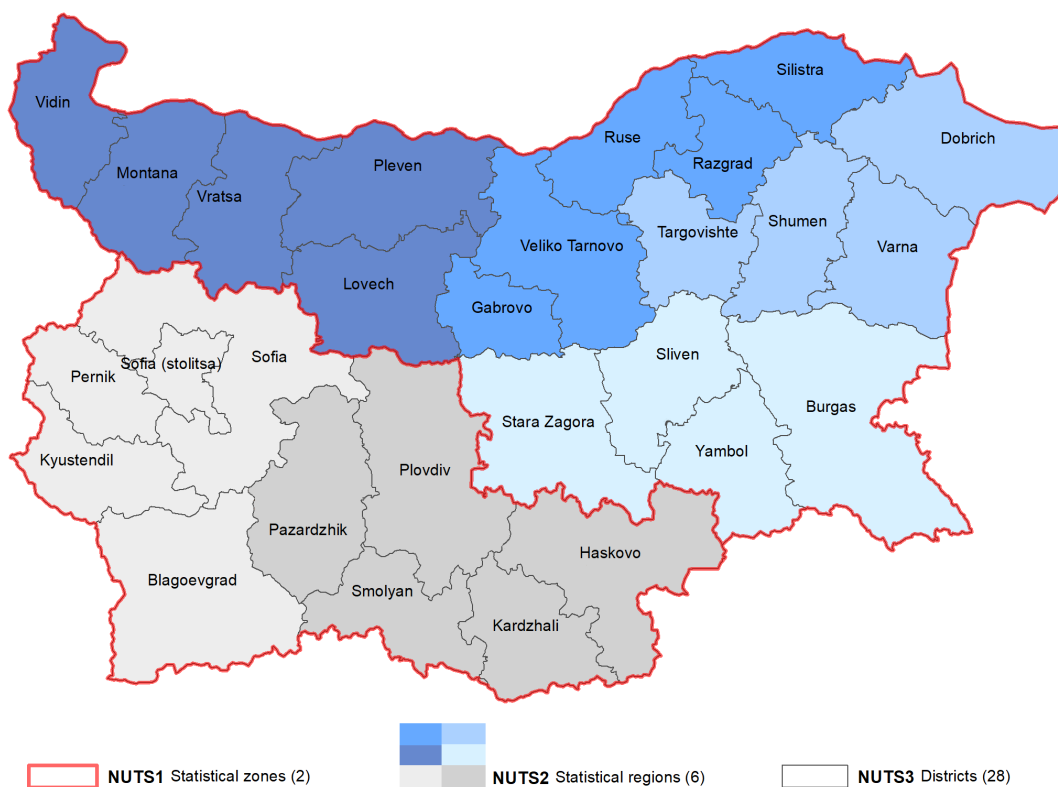 Silistra
Vidin
Ruse
Dobrich
Pleven
Razgrad
Montana
Vratsa
Shumen
Targovishte
Veliko Tarnovo
Varna
Lovech
Gabrovo
Sliven
Sofia
Sofia (stolitsa)
Pernik
Burgas
Stara Zagora
Yambol
Kyustendil
Plovdiv
Pazardzhik
Haskovo
Blagoevgrad
Smolyan
Kardzhali
NUTS1 Statistical zones (2)
NUTS2 Statistical regions (6)
NUTS3 Districts (28)